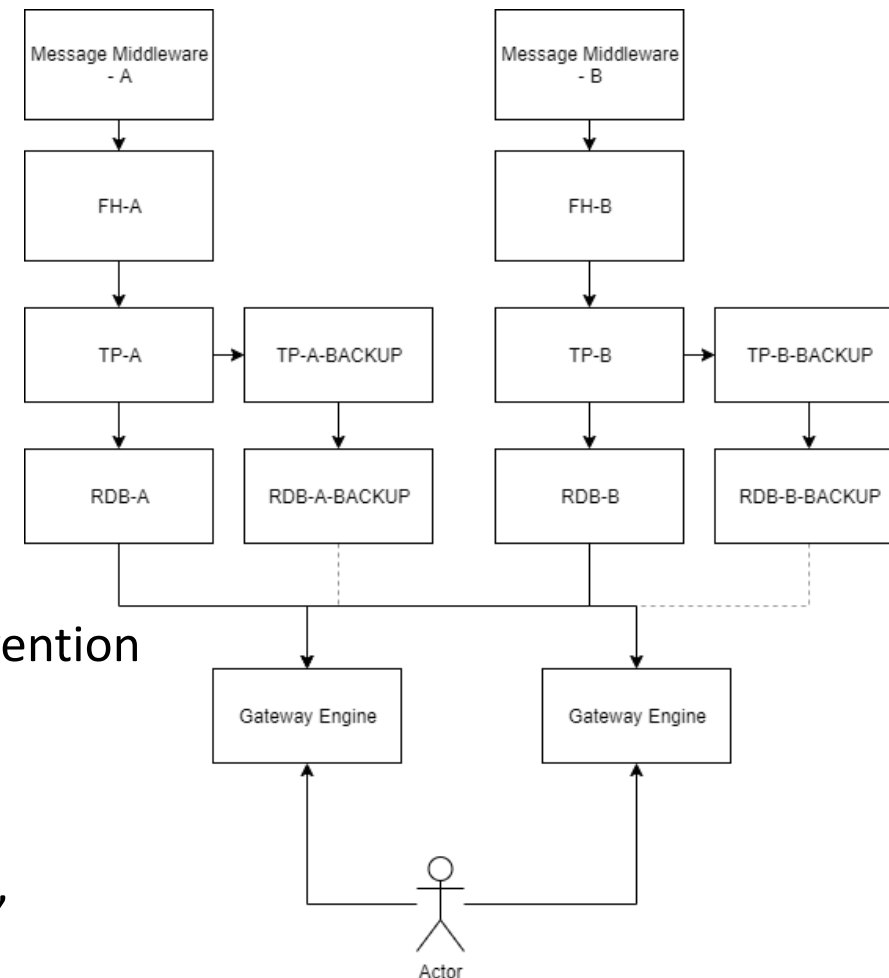 Message Middleware
- A
Message Middleware
- B
FH-A
FH-B
TP-A
TP-A-BACKUP
TP-B
TP-B-BACKUP
RDB-A
RDB-A-BACKUP
RDB-B
RDB-B-BACKUP
Gateway Engine
Gateway Engine
Actor